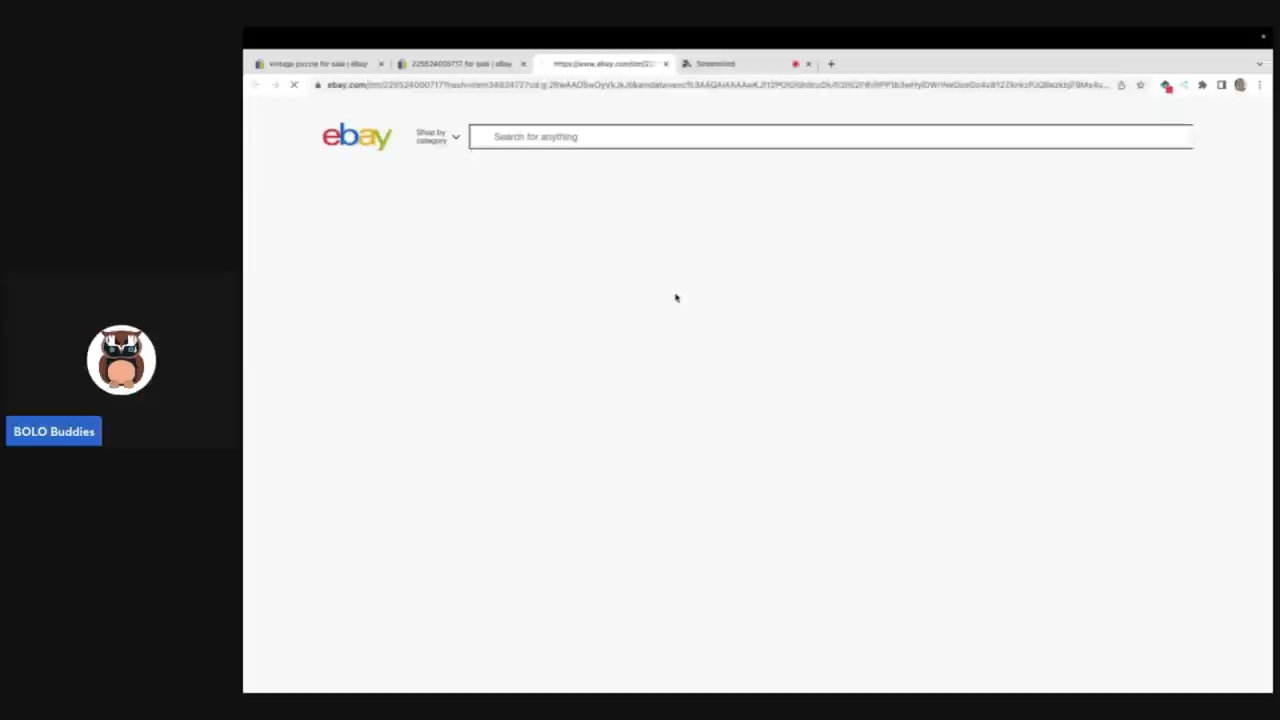 vintage puzzle for sale | eBay
225524000717 for sale | eBay
https://www.ebay.com/itm/22
Streamyard
ebay
Shop by
category
Search for anything
BOLO Buddies